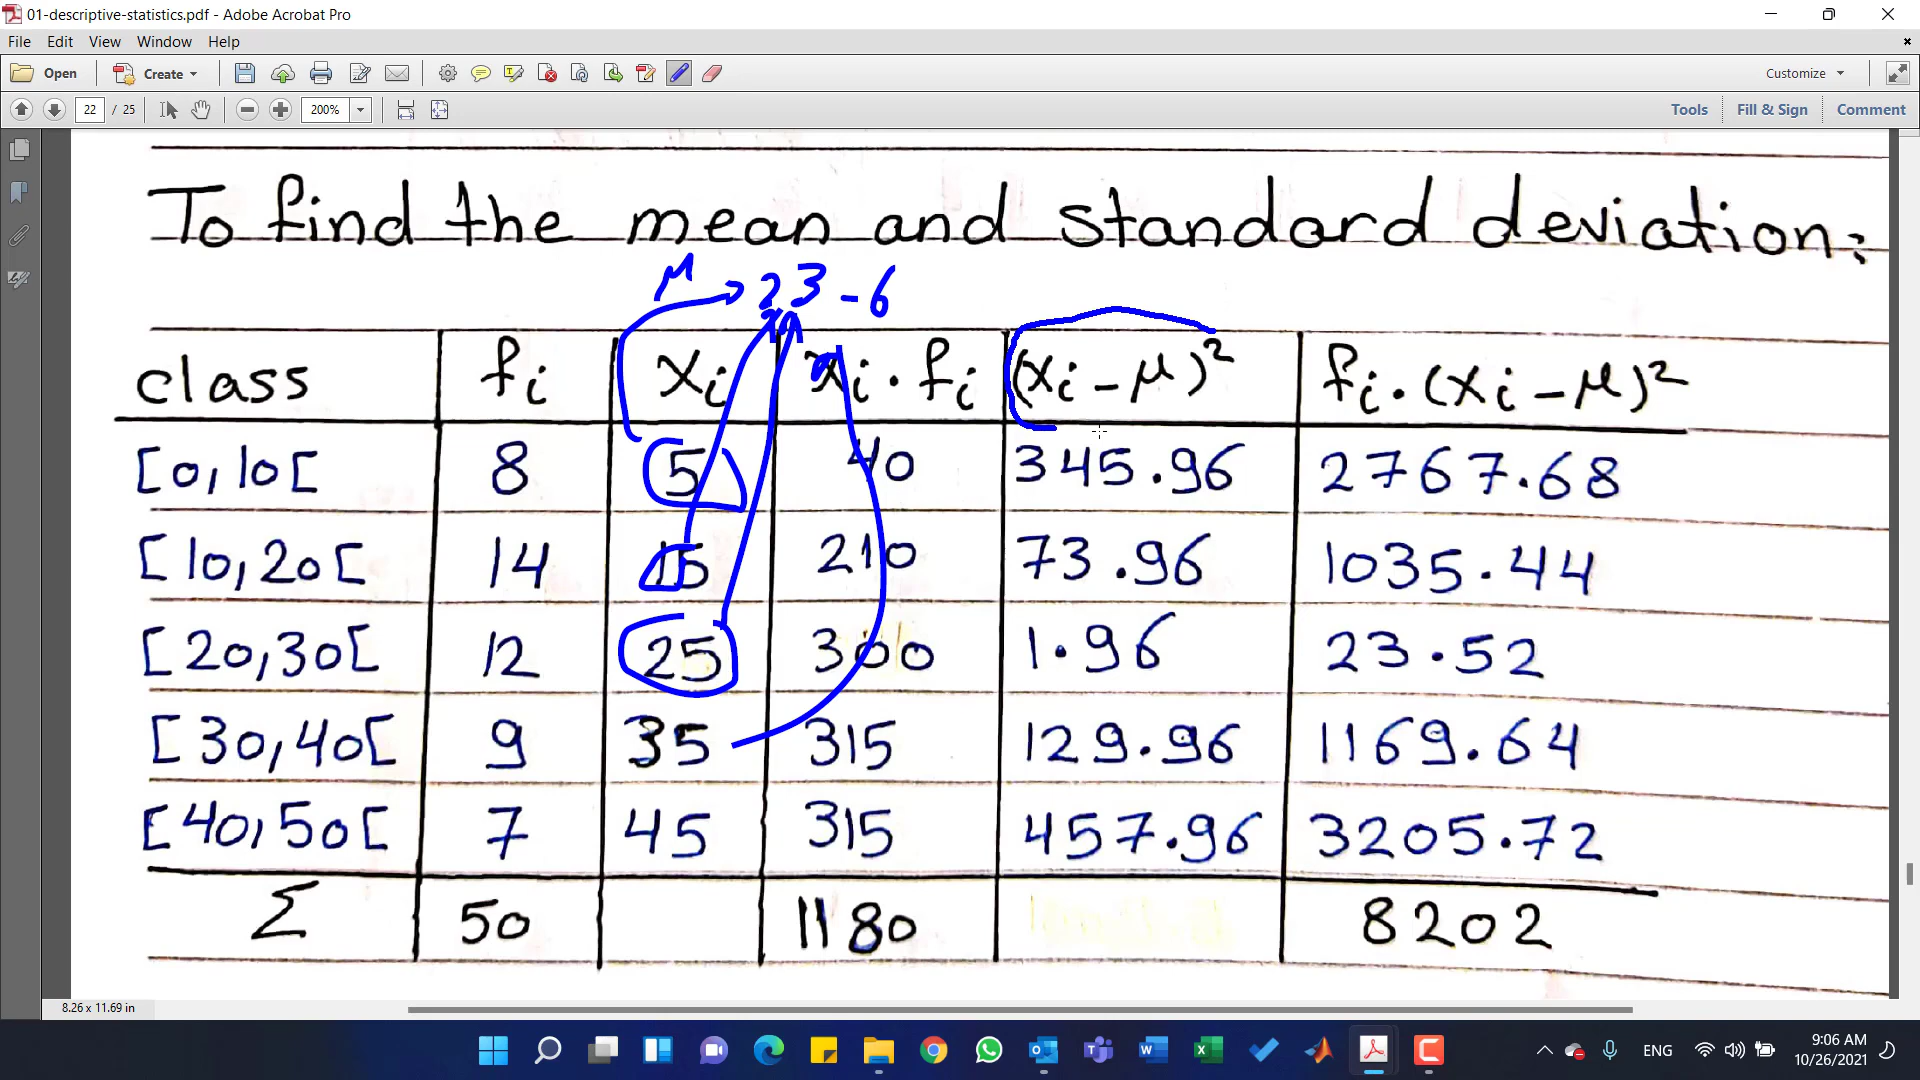 01-descriptive-statistics.pdf - Adobe Acrobat Pro
File Edit View Window Help
Open Create Customize
22 / 25 200% Tools Fill & Sign Comment
To find the mean and standard deviation:
μ → 23.6
class fi xi xi · fi (xi - μ)² fi · (xi - μ)²
[0,10[ 8 5 40 345.96 2767.68
[10,20[ 14 15 210 73.96 1035.44
[20,30[ 12 25 300 1.96 23.52
[30,40[ 9 35 315 129.96 1169.64
[40,50[ 7 45 315 457.96 3205.72
Σ 50 1180 8202
8.26 x 11.69 in
ENG 9:06 AM
10/26/2021